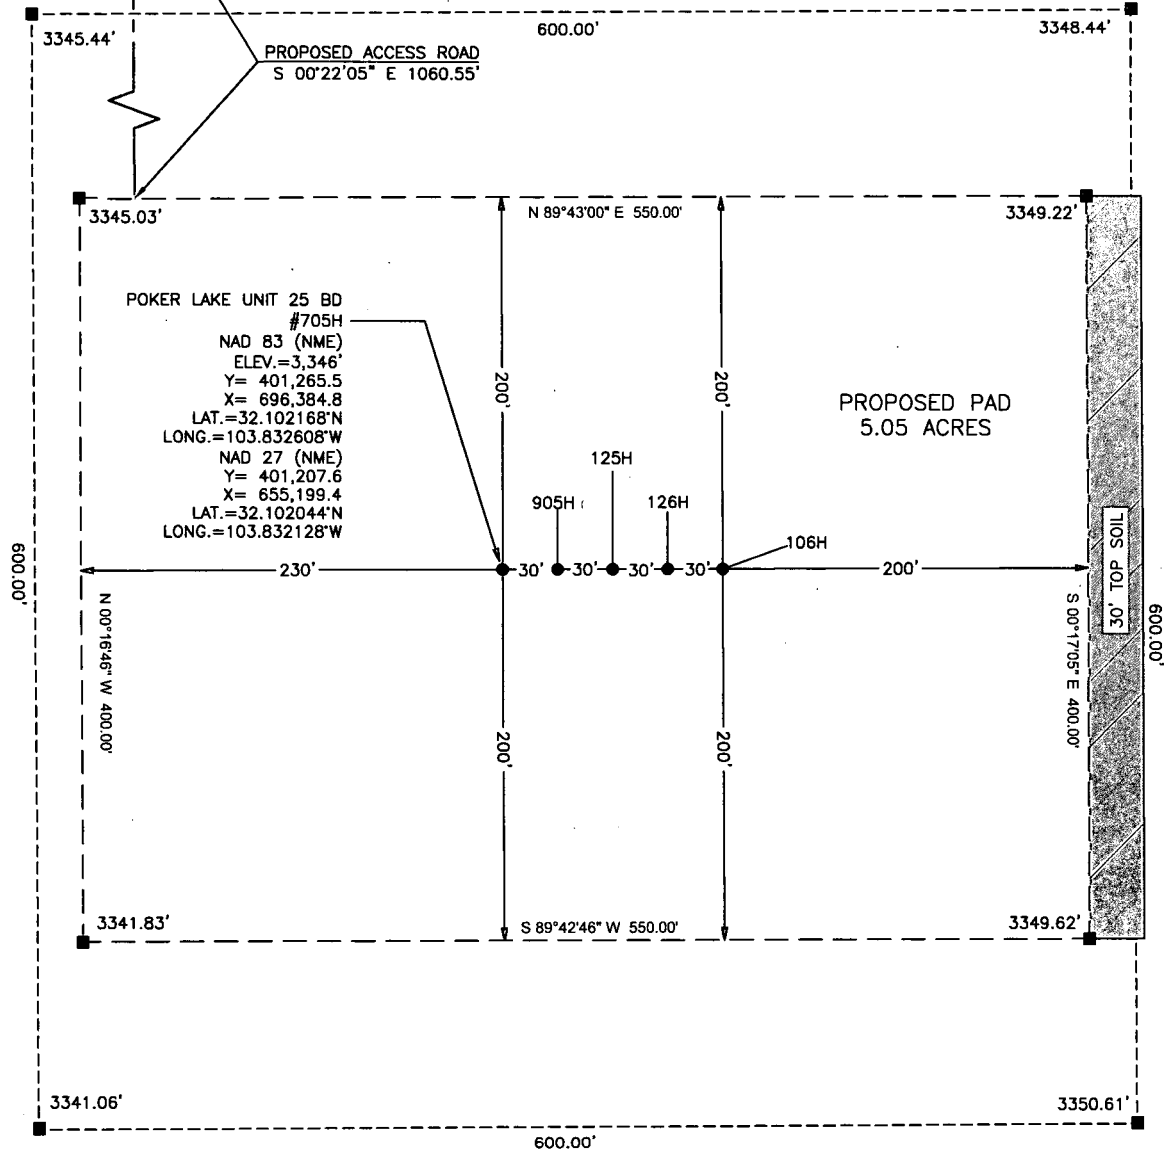 600.00'
3345.44'
3348.44'
PROPOSED ACCESS ROAD
S 00°22'05" E 1060.55'
3345.03'
N 89°43'00" E 550.00'
3349.22'
POKER LAKE UNIT 25 BD
#705H
NAD 83 (NME)
ELEV.=3,346'
Y= 401,265.5
X= 696,384.8
LAT.=32.102168°N
LONG.=103.832608°W
NAD 27 (NME)
Y= 401,207.6
X= 655,199.4
LAT.=32.102044°N
LONG.=103.832128°W
200'
200'
PROPOSED PAD
5.05 ACRES
125H
905H
126H
106H
230'
30'
30'
30'
30'
200'
30' TOP SOIL
600.00'
600.00'
N 00°16'46" W 400.00'
S 00°17'05" E 400.00'
200'
200'
3341.83'
S 89°42'46" W 550.00'
3349.62'
3341.06'
3350.61'
600.00'